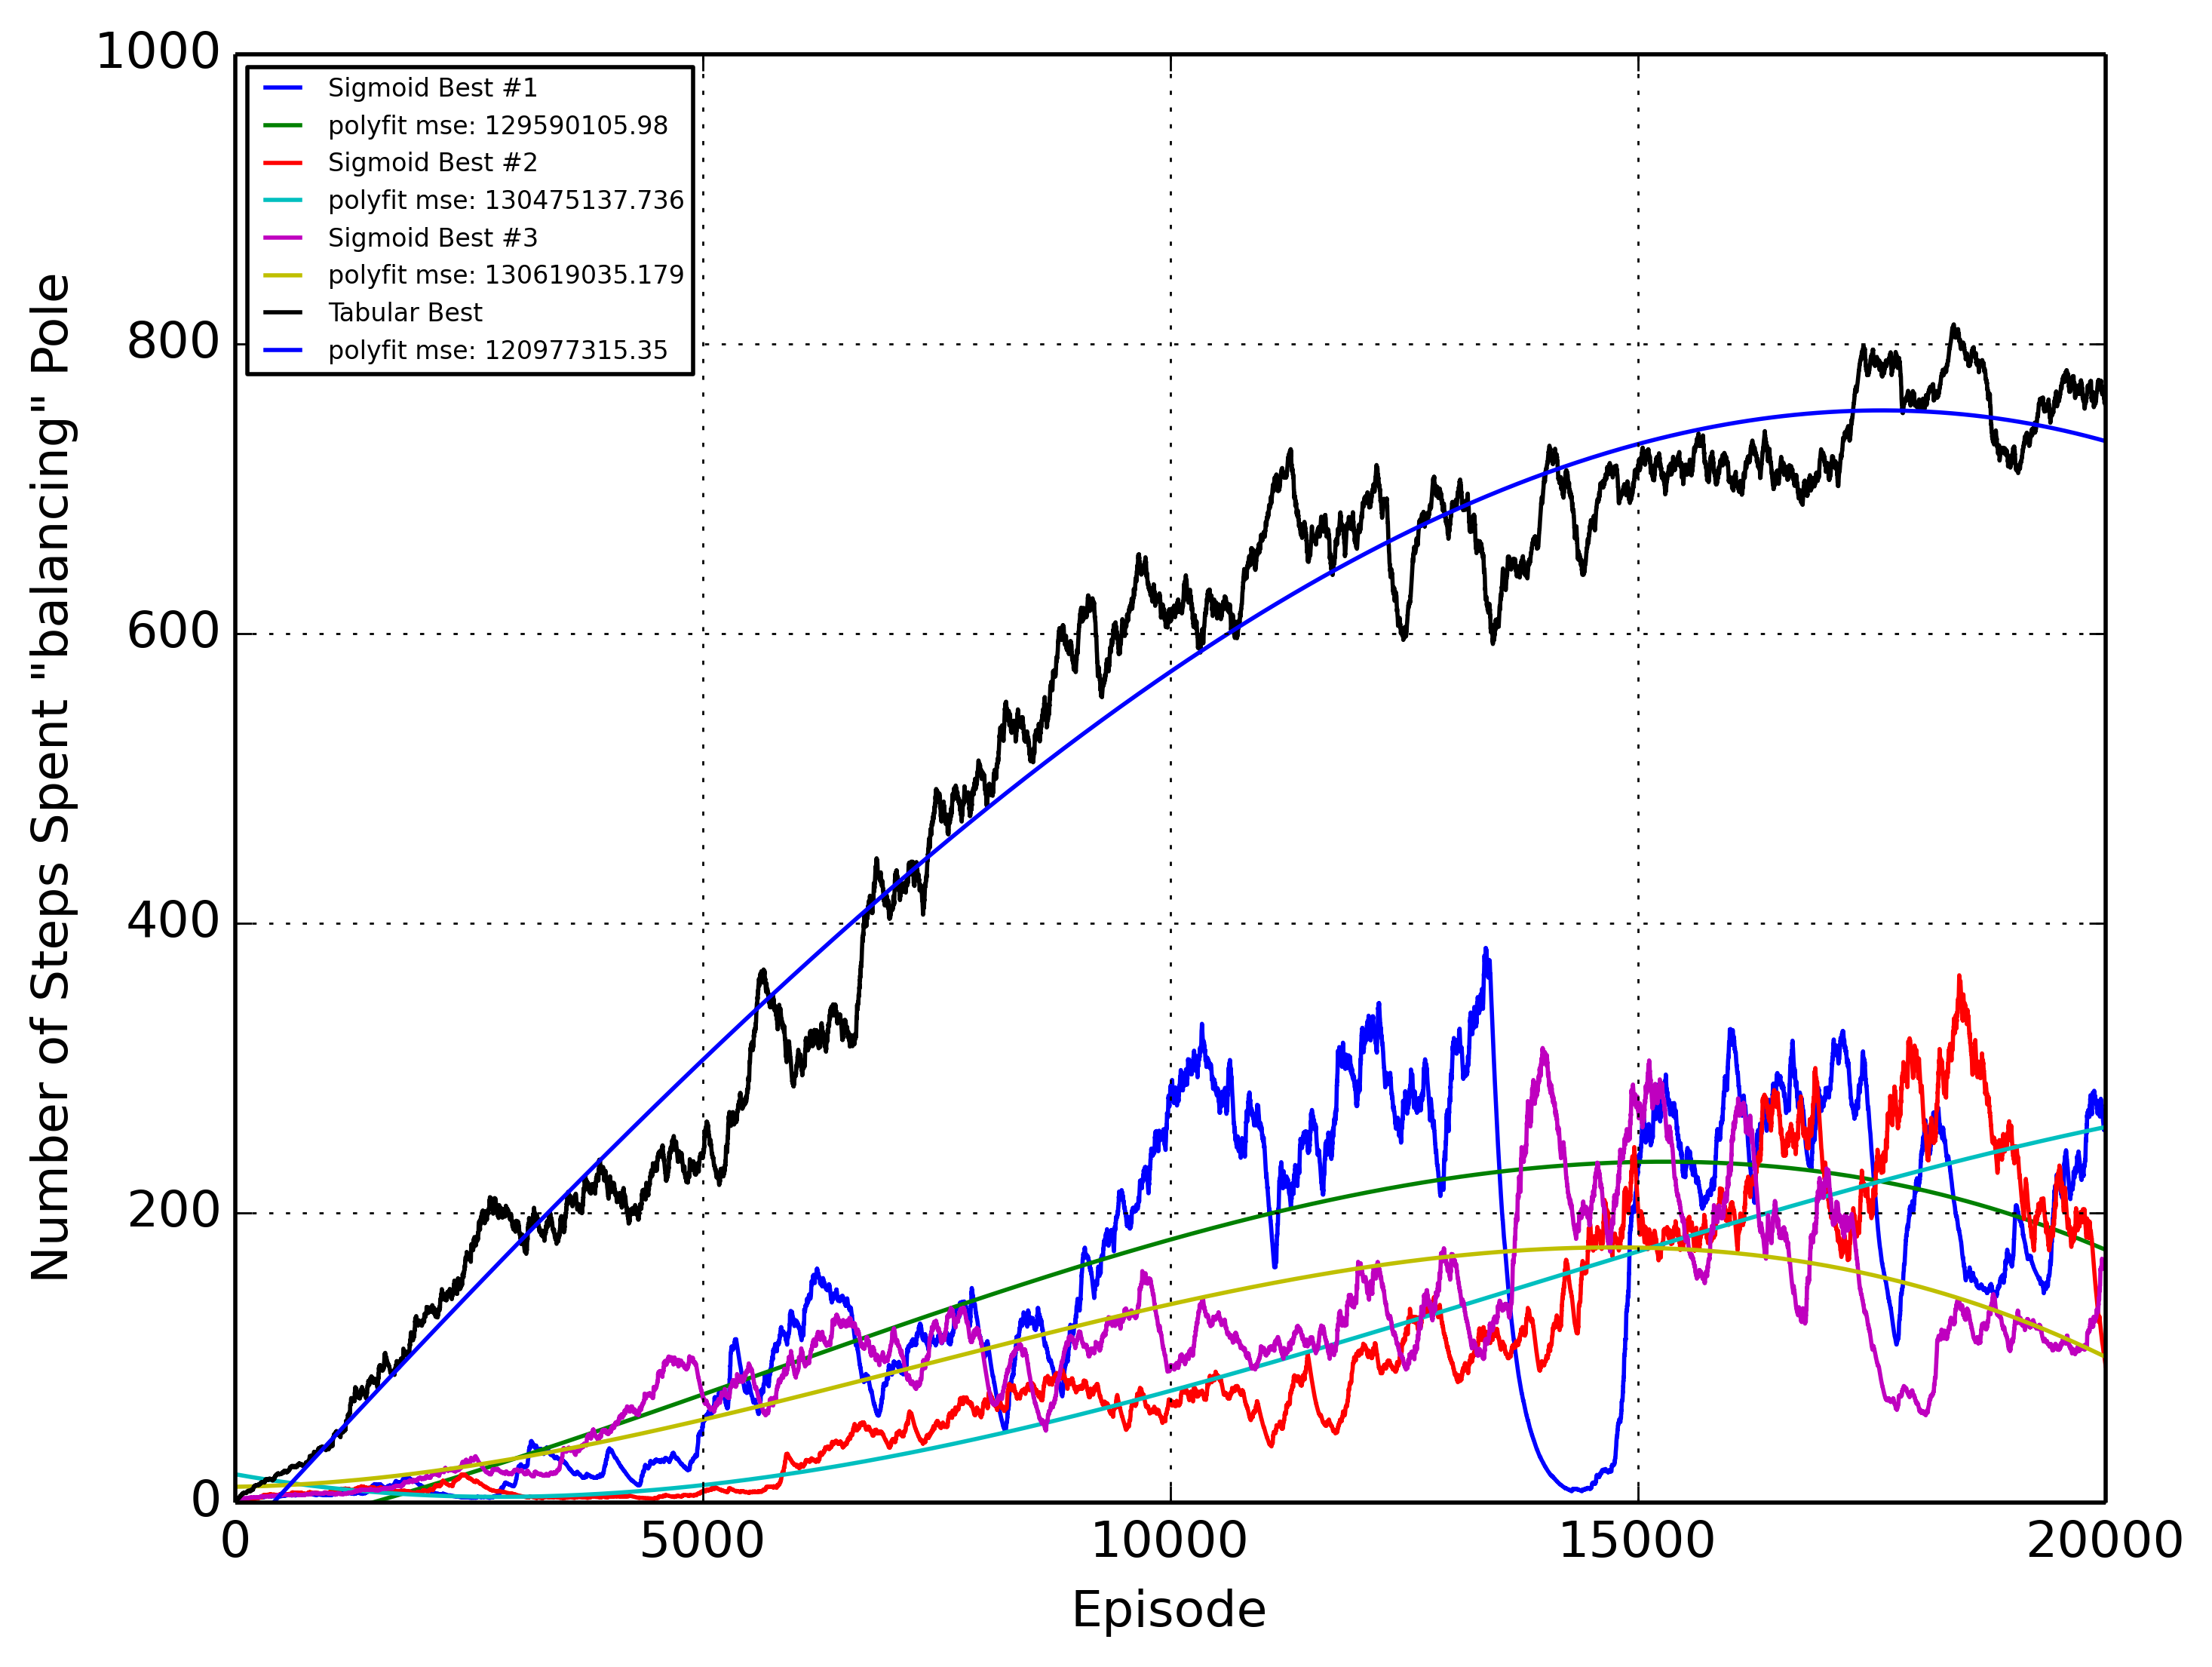 1000
800
600
400
200
0
Number of Steps Spent "balancing" Pole
Sigmoid Best #1
polyfit mse: 129590105.98
Sigmoid Best #2
polyfit mse: 130475137.736
Sigmoid Best #3
polyfit mse: 130619035.179
Tabular Best
polyfit mse: 120977315.35
0 5000 10000 15000 20000
Episode